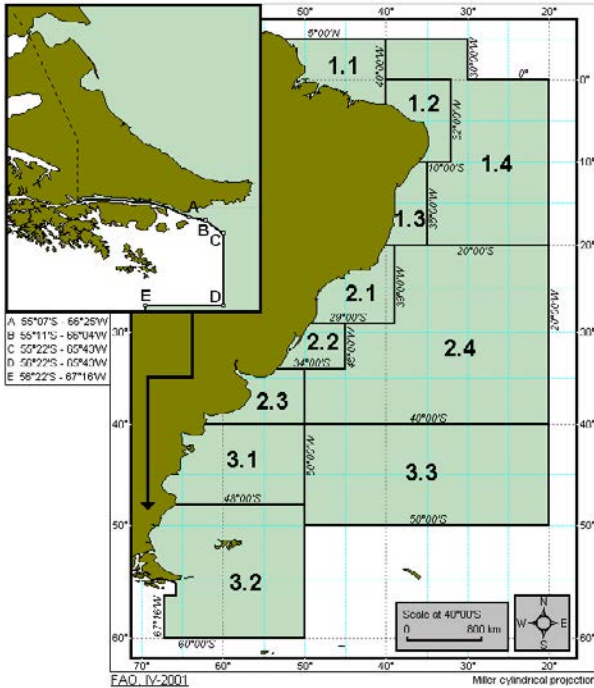 50° 40° 30° 20°
5°00'N
1.1
40°00'W
30°00'W
0°
0°
1.2
32°00'W
10°00'S
10°
1.4
1.3
35°00'W
20°00'S
20°
A
B
C
D
E
A 55°07'S - 66°25'W
B 55°11'S - 66°04'W
C 55°22'S - 65°43'W
D 56°22'S - 65°43'W
E 56°22'S - 67°16'W
2.1
39°00'W
20°00'W
29°00'S
30°
2.2
45°00'W
34°00'S
2.4
2.3
40°00'S
40°
3.1
50°00'W
3.3
48°00'S
50°00'S
50°
3.2
67°16'W
60°00'S
60°
Scale at 40°00'S
0 800 km
N
W E
S
70° 60° 50° 40° 30° 20°
FAO, IV-2001
Miller cylindrical projection